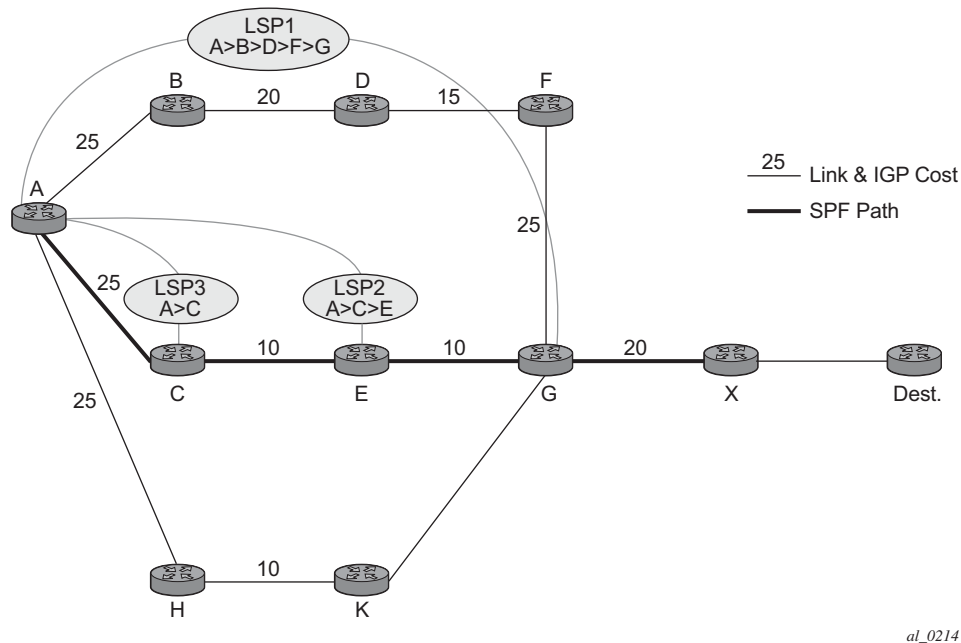 LSP1
A>B>D>F>G
B
D
F
20
15
25
25 Link & IGP Cost
SPF Path
A
25
25
LSP3
A>C
LSP2
A>C>E
10
10
20
C
E
G
X
Dest.
25
10
H
K
al_0214